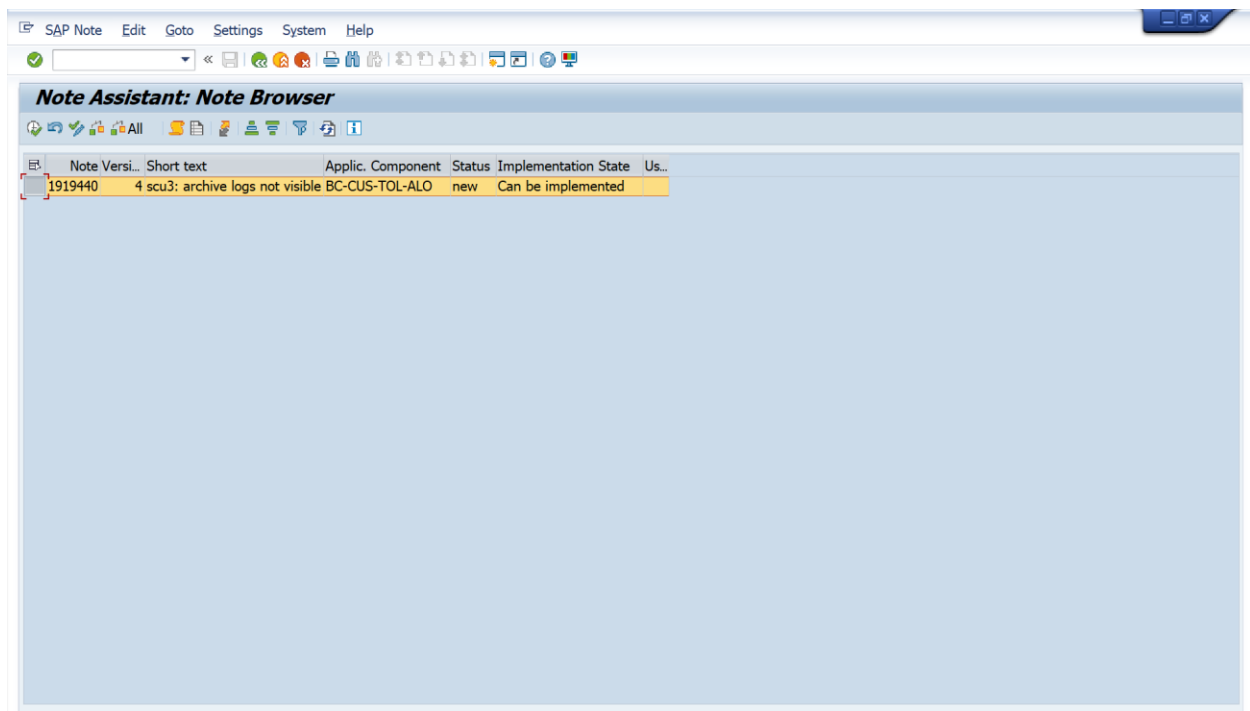 SAP Note Edit Goto Settings System Help
Note Assistant: Note Browser
All
Note Versi... Short text Applic. Component Status Implementation State Us...
1919440 4 scu3: archive logs not visible BC-CUS-TOL-ALO new Can be implemented